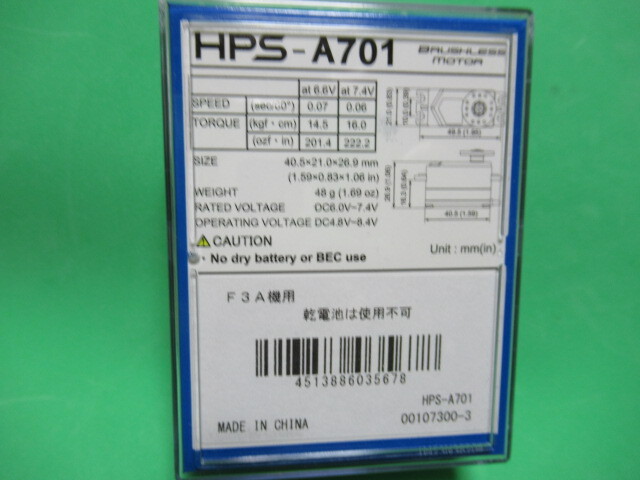 HPS-A701 BRUSHLESS MOTOR
at 6.6V at 7.4V
SPEED (sec/60°) 0.07 0.06
TORQUE (kgf・cm) 14.5 16.0
(ozf・in) 201.4 222.2
SIZE 40.5×21.0×26.9 mm
(1.59×0.83×1.06 in)
WEIGHT 48 g (1.69 oz)
RATED VOLTAGE DC6.0V~7.4V
OPERATING VOLTAGE DC4.8V~8.4V
⚠CAUTION
・No dry battery or BEC use
Unit : mm(in)
F3A機用
乾電池は使用不可
4513886035678
HPS-A701
00107300-3
MADE IN CHINA